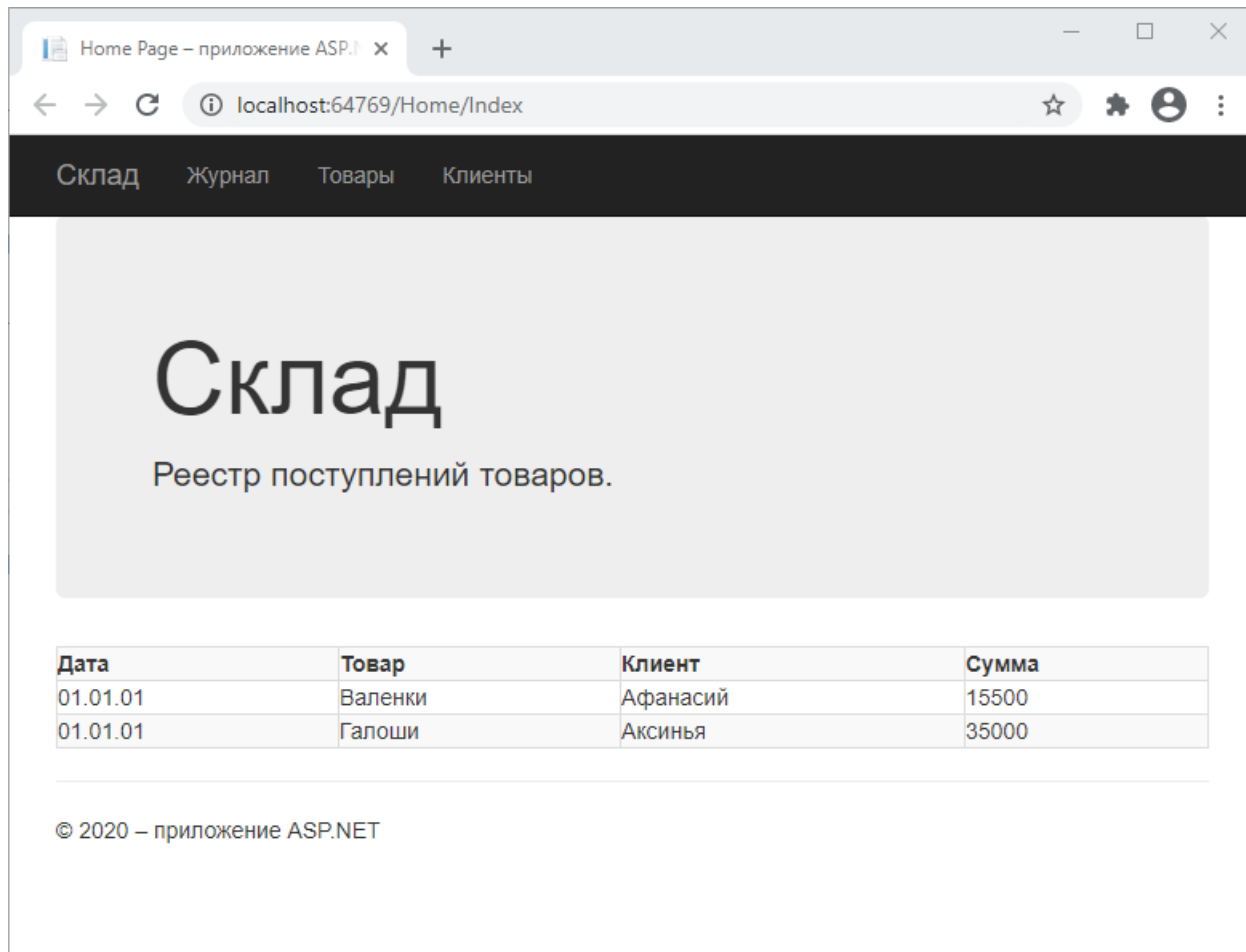 Home Page – приложение ASP.N
localhost:64769/Home/Index
Склад Журнал Товары Клиенты
Склад
Реестр поступлений товаров.
Дата Товар Клиент Сумма
01.01.01 Валенки Афанасий 15500
01.01.01 Галоши Аксинья 35000
© 2020 – приложение ASP.NET